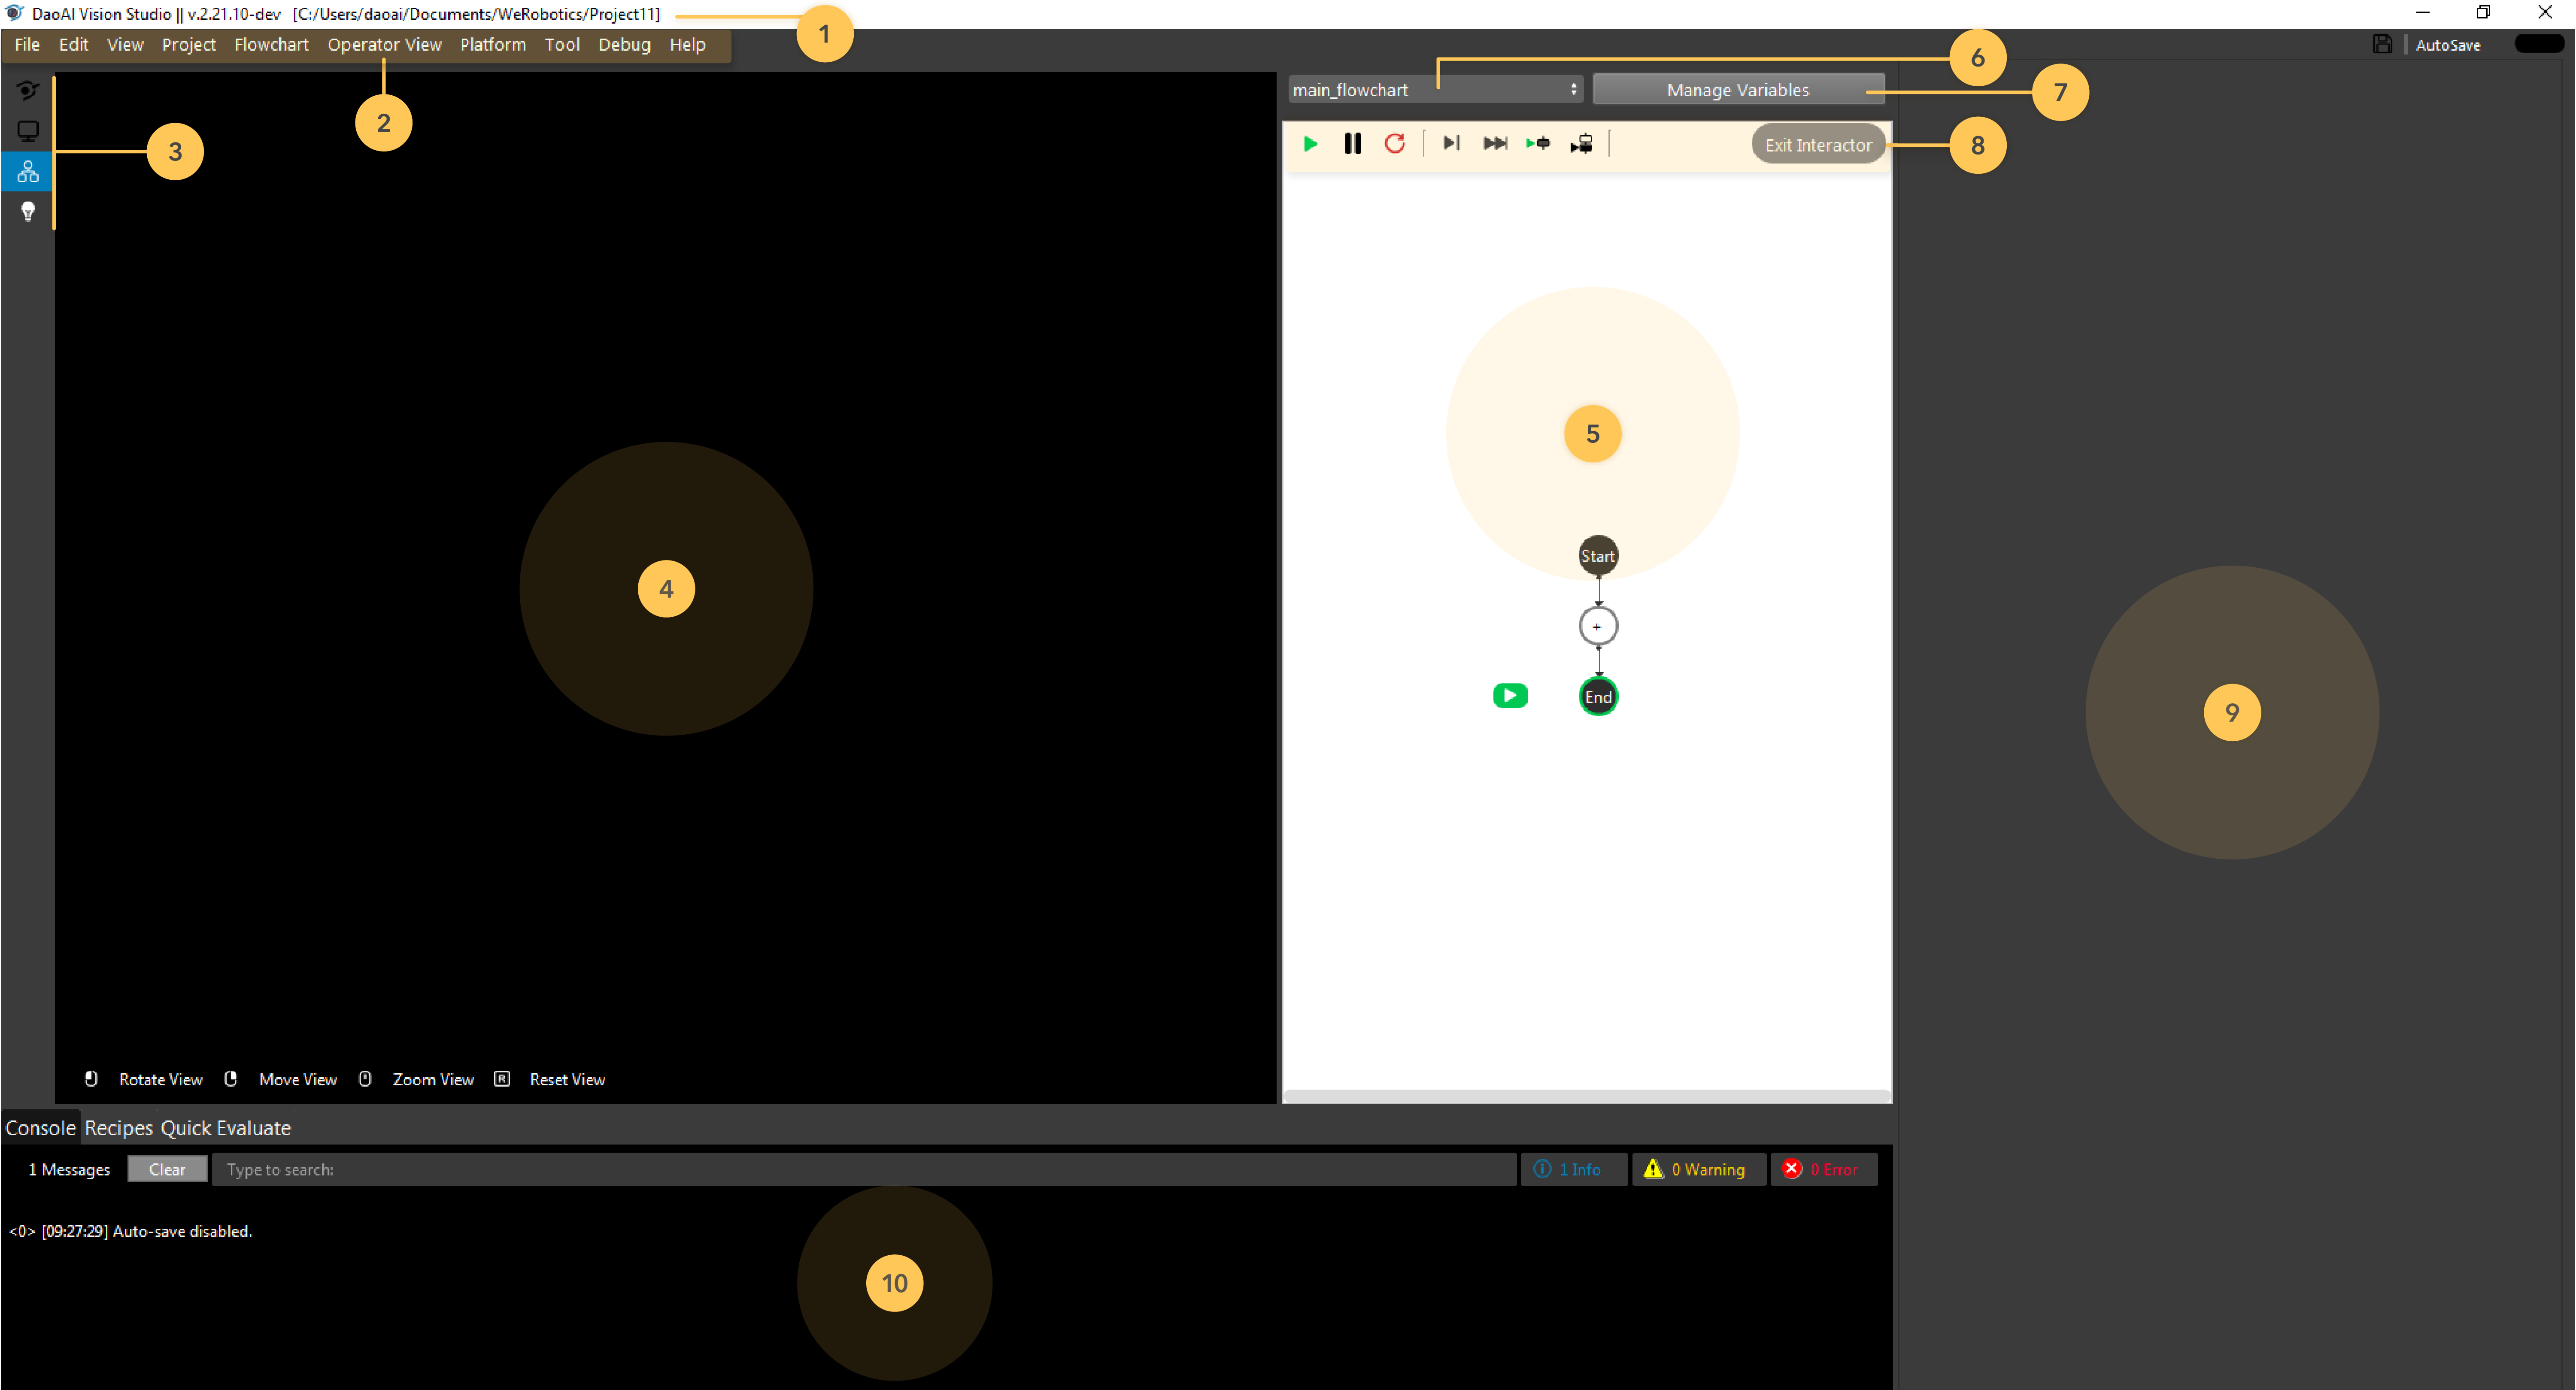 DaoAI Vision Studio || v.2.21.10-dev [C:/Users/daoai/Documents/WeRobotics/Project11]
1
File Edit View Project Flowchart Operator View Platform Tool Debug Help
AutoSave
2
3
6
main_flowchart
Manage Variables
7
Exit Interactor
8
5
Start
+
End
4
9
Rotate View Move View Zoom View R Reset View
Console Recipes Quick Evaluate
1 Messages Clear Type to search: 1 Info 0 Warning 0 Error
<0> [09:27:29] Auto-save disabled.
10